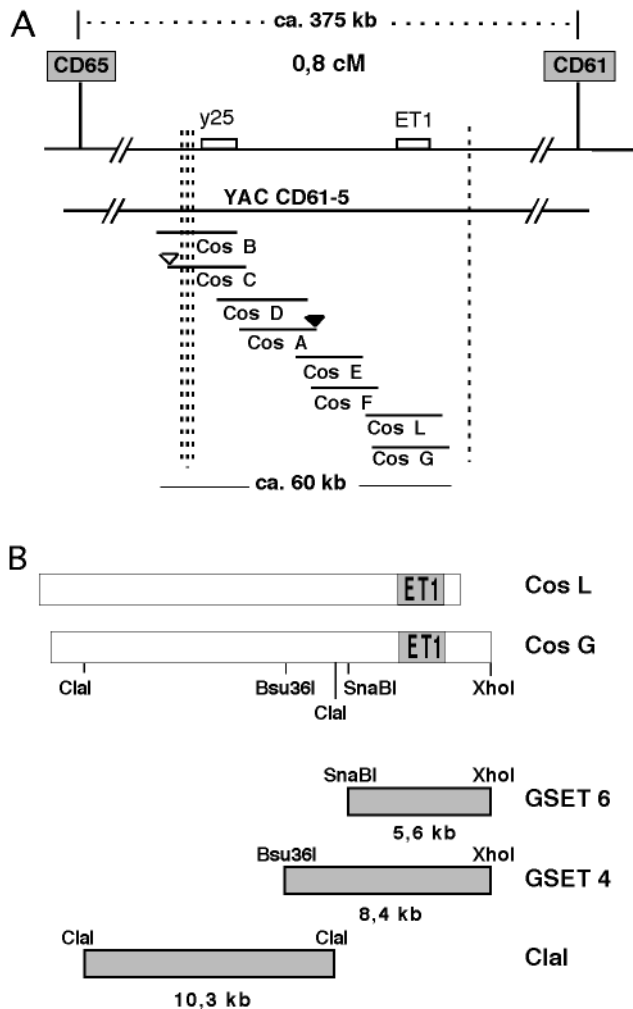 A
ca. 375 kb
CD65
0,8 cM
CD61
y25
ET1
YAC CD61-5
Cos B
Cos C
Cos D
Cos A
Cos E
Cos F
Cos L
Cos G
ca. 60 kb
B
ET1
Cos L
ET1
Cos G
ClaI
Bsu36I
SnaBI
XhoI
ClaI
SnaBI
XhoI
GSET 6
5,6 kb
Bsu36I
XhoI
GSET 4
8,4 kb
ClaI
ClaI
ClaI
10,3 kb